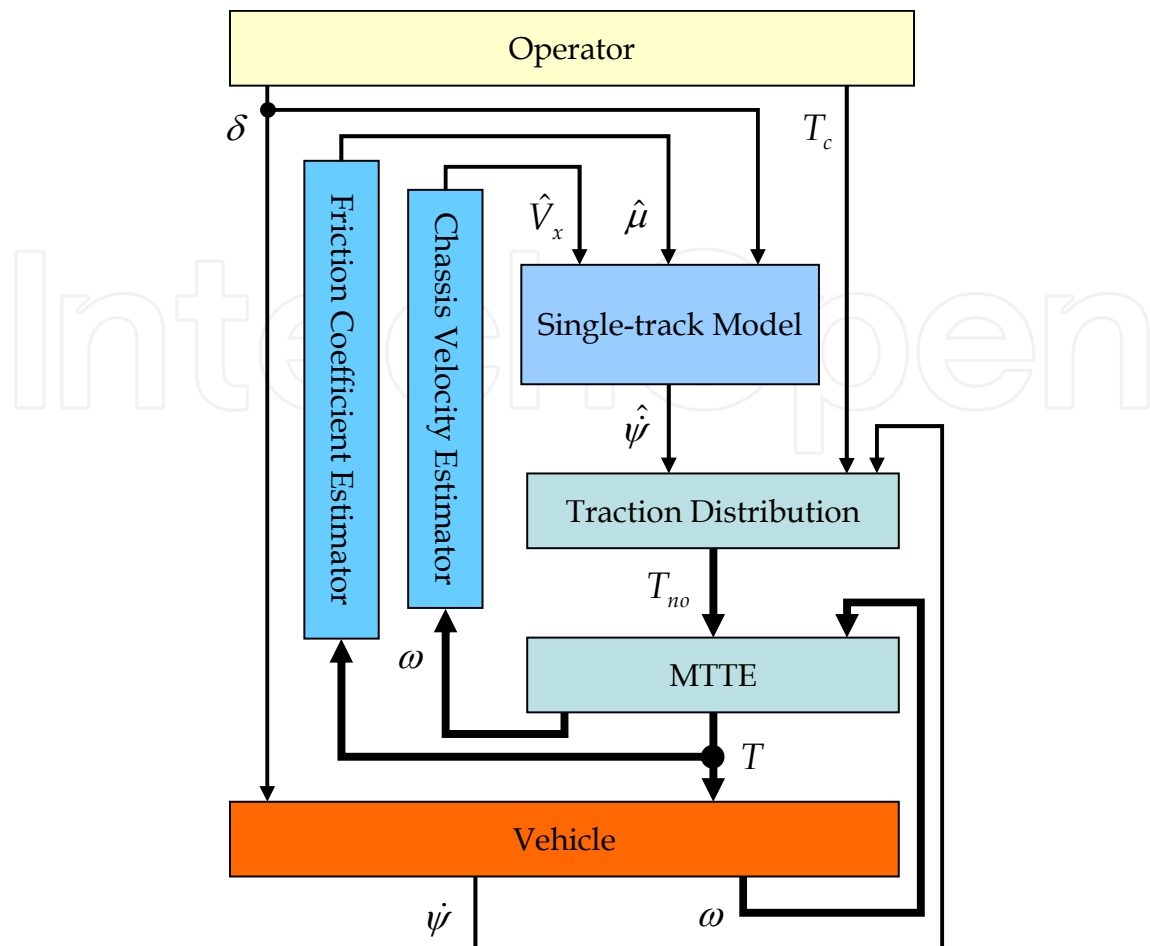 Operator
δ
T_c
Friction Coefficient Estimator
Chassis Velocity Estimator
V̂_x
μ̂
Single-track Model
ψ̇̂
Traction Distribution
T_no
ω
MTTE
T
Vehicle
ψ̇
ω
IntechOpen